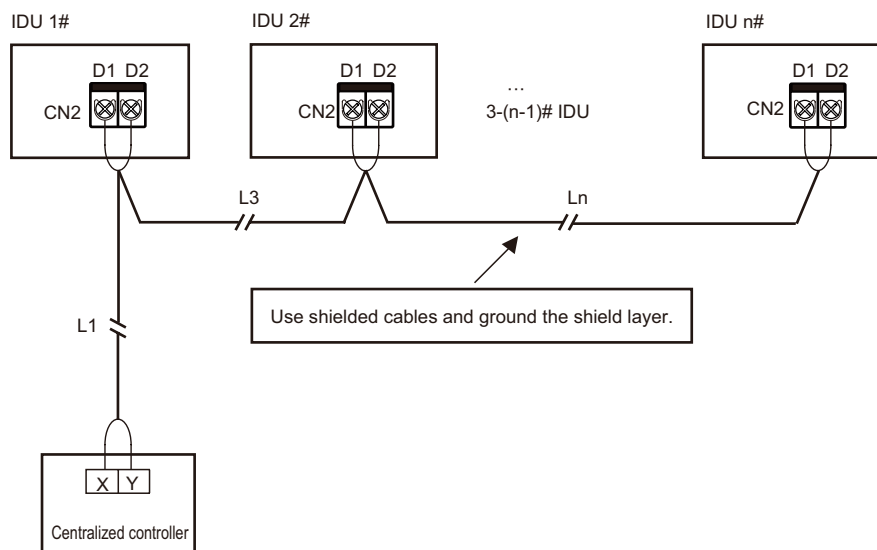 IDU 1#
IDU 2#
IDU n#
D1 D2
D1 D2
D1 D2
CN2
CN2
CN2
...
3-(n-1)# IDU
L3
Ln
Use shielded cables and ground the shield layer.
L1
X Y
Centralized controller